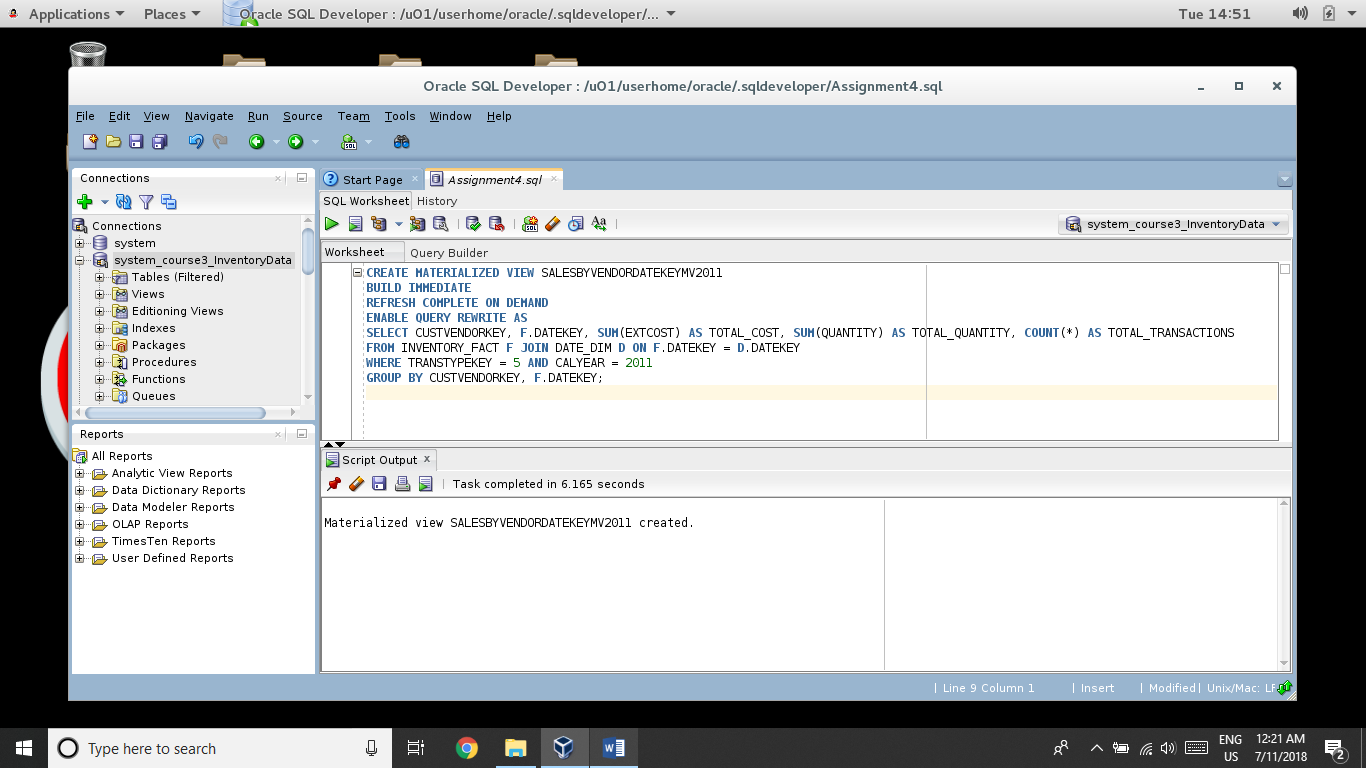 Applications Places Oracle SQL Developer : /u01/userhome/oracle/.sqldeveloper/... Tue 14:51
Oracle SQL Developer : /u01/userhome/oracle/.sqldeveloper/Assignment4.sql
File Edit View Navigate Run Source Team Tools Window Help
Connections
Connections
system
system_course3_InventoryData
Tables (Filtered)
Views
Editioning Views
Indexes
Packages
Procedures
Functions
Queues
Reports
All Reports
Analytic View Reports
Data Dictionary Reports
Data Modeler Reports
OLAP Reports
TimesTen Reports
User Defined Reports
Start Page Assignment4.sql
SQL Worksheet History
system_course3_InventoryData
Worksheet Query Builder
CREATE MATERIALIZED VIEW SALESBYVENDORDATEKEYMV2011
BUILD IMMEDIATE
REFRESH COMPLETE ON DEMAND
ENABLE QUERY REWRITE AS
SELECT CUSTVENDORKEY, F.DATEKEY, SUM(EXTCOST) AS TOTAL_COST, SUM(QUANTITY) AS TOTAL_QUANTITY, COUNT(*) AS TOTAL_TRANSACTIONS
FROM INVENTORY_FACT F JOIN DATE_DIM D ON F.DATEKEY = D.DATEKEY
WHERE TRANSTYPEKEY = 5 AND CALYEAR = 2011
GROUP BY CUSTVENDORKEY, F.DATEKEY;
Script Output
Task completed in 6.165 seconds
Materialized view SALESBYVENDORDATEKEYMV2011 created.
Line 9 Column 1 Insert Modified Unix/Mac: LF
Type here to search
ENG
US
12:21 AM
7/11/2018
2